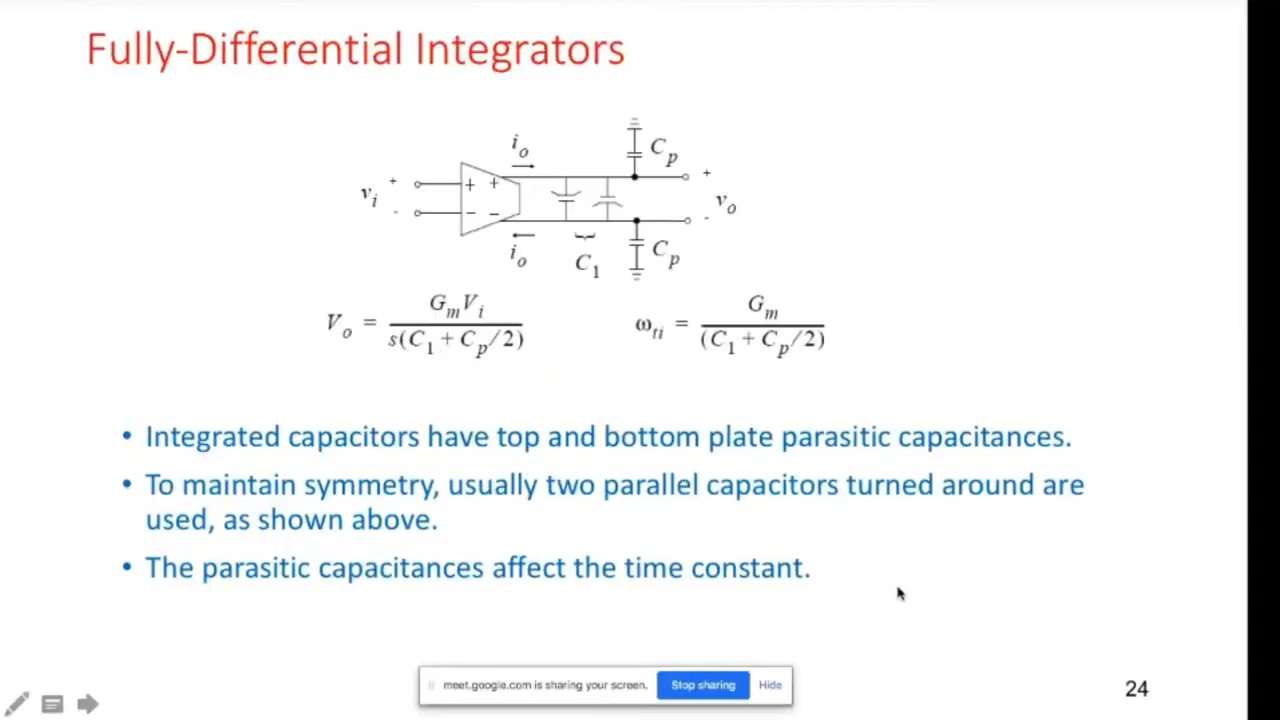 Fully-Differential Integrators
i_o
C_p
+
+
v_i
+ +
v_o
-
- -
-
i_o
C_1
C_p
V_o = G_m V_i / s(C_1 + C_p/2)
ω_ti = G_m / (C_1 + C_p/2)
• Integrated capacitors have top and bottom plate parasitic capacitances.
• To maintain symmetry, usually two parallel capacitors turned around are
used, as shown above.
• The parasitic capacitances affect the time constant.
meet.google.com is sharing your screen.
Stop sharing
Hide
24